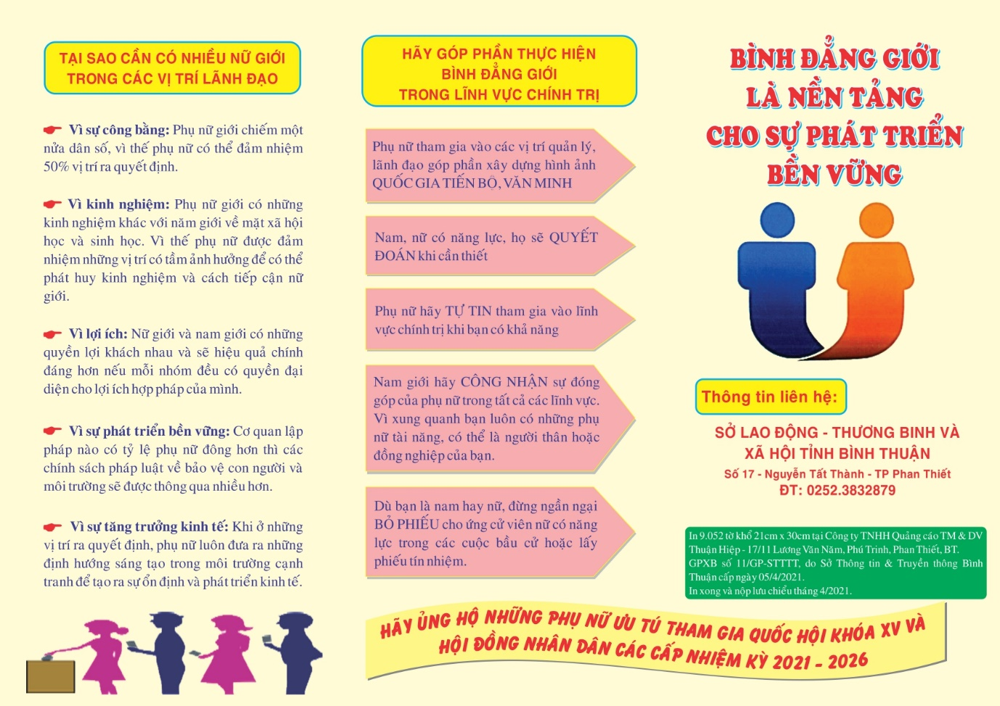 TẠI SAO CẦN CÓ NHIỀU NỮ GIỚI
TRONG CÁC VỊ TRÍ LÃNH ĐẠO
Vì sự công bằng: Phụ nữ giới chiếm một
nửa dân số, vì thế phụ nữ có thể đảm nhiệm
50% vị trí ra quyết định.
Vì kinh nghiệm: Phụ nữ giới có những
kinh nghiệm khác với năm giới về mặt xã hội
học và sinh học. Vì thế phụ nữ được đảm
nhiệm những vị trí có tầm ảnh hưởng để có thể
phát huy kinh nghiệm và cách tiếp cận nữ
giới.
Vì lợi ích: Nữ giới và nam giới có những
quyền lợi khách nhau và sẽ hiệu quả chính
đáng hơn nếu mỗi nhóm đều có quyền đại
diện cho lợi ích hợp pháp của mình.
Vì sự phát triển bền vững: Cơ quan lập
pháp nào có tỷ lệ phụ nữ đông hơn thì các
chính sách pháp luật về bảo vệ con người và
môi trường sẽ được thông qua nhiều hơn.
Vì sự tăng trưởng kinh tế: Khi ở những
vị trí ra quyết định, phụ nữ luôn đưa ra những
định hướng sáng tạo trong môi trường cạnh
tranh để tạo ra sự ổn định và phát triển kinh tế.
HÃY GÓP PHẦN THỰC HIỆN
BÌNH ĐẲNG GIỚI
TRONG LĨNH VỰC CHÍNH TRỊ
Phụ nữ tham gia vào các vị trí quản lý,
lãnh đạo góp phần xây dựng hình ảnh
QUỐC GIA TIẾN BỘ, VĂN MINH
Nam, nữ có năng lực, họ sẽ QUYẾT
ĐOÁN khi cần thiết
Phụ nữ hãy TỰ TIN tham gia vào lĩnh
vực chính trị khi bạn có khả năng
Nam giới hãy CÔNG NHẬN sự đóng
góp của phụ nữ trong tất cả các lĩnh vực.
Vì xung quanh bạn luôn có những phụ
nữ tài năng, có thể là người thân hoặc
đồng nghiệp của bạn.
Dù bạn là nam hay nữ, đừng ngần ngại
BỎ PHIẾU cho ứng cử viên nữ có năng
lực trong các cuộc bầu cử hoặc lấy
phiếu tín nhiệm.
BÌNH ĐẲNG GIỚI
LÀ NỀN TẢNG
CHO SỰ PHÁT TRIỂN
BỀN VỮNG
Thông tin liên hệ:
SỞ LAO ĐỘNG - THƯƠNG BINH VÀ
XÃ HỘI TỈNH BÌNH THUẬN
Số 17 - Nguyễn Tất Thành - TP Phan Thiết
ĐT: 0252.3832879
In 9.052 tờ khổ 21cm x 30cm tại Công ty TNHH Quảng cáo TM & DV
Thuận Hiệp - 17/11 Lương Văn Năm, Phú Trinh, Phan Thiết, BT.
GPXB số 11/GP-STTTT, do Sở Thông tin & Truyền thông Bình
Thuận cấp ngày 05/4/2021.
In xong và nộp lưu chiểu tháng 4/2021.
HÃY ỦNG HỘ NHỮNG PHỤ NỮ ƯU TÚ THAM GIA QUỐC HỘI KHÓA XV VÀ
HỘI ĐỒNG NHÂN DÂN CÁC CẤP NHIỆM KỲ 2021 - 2026